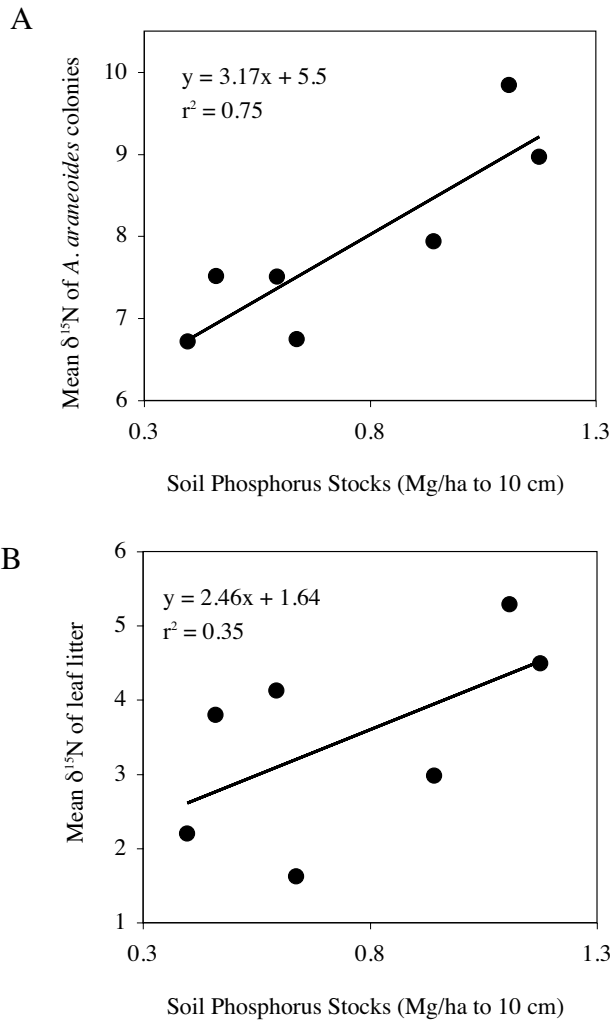 A
y = 3.17x + 5.5
r² = 0.75
Mean δ¹⁵N of A. araneoides colonies
10
9
8
7
6
0.3 0.8 1.3
Soil Phosphorus Stocks (Mg/ha to 10 cm)
B
y = 2.46x + 1.64
r² = 0.35
Mean δ¹⁵N of leaf litter
6
5
4
3
2
1
0.3 0.8 1.3
Soil Phosphorus Stocks (Mg/ha to 10 cm)